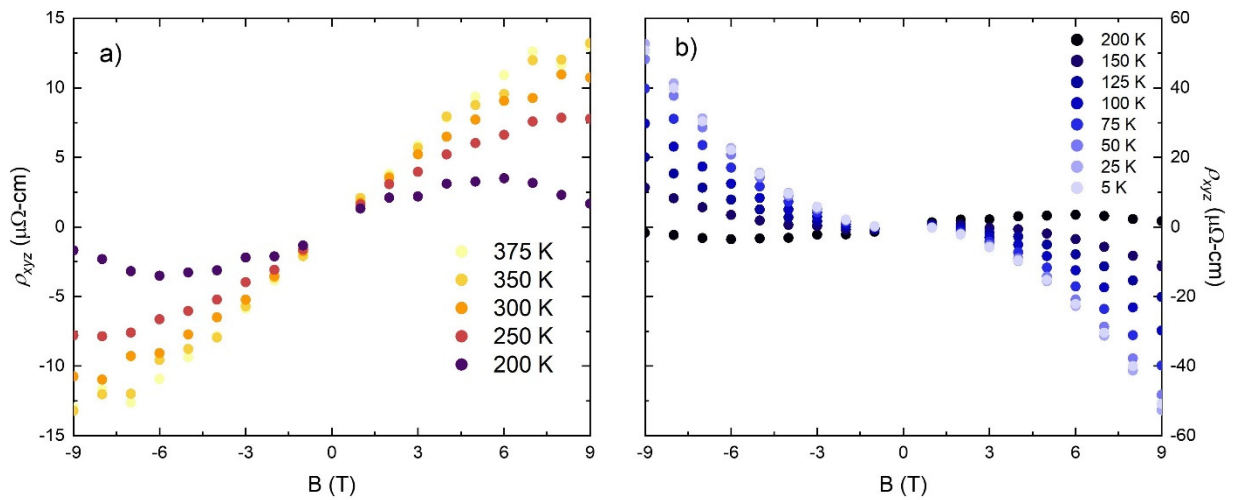 a)
15
10
5
0
-5
-10
-15
ρxyz (μΩ-cm)
375 K
350 K
300 K
250 K
200 K
-9 -6 -3 0 3 6 9
B (T)
b)
200 K
150 K
125 K
100 K
75 K
50 K
25 K
5 K
60
40
20
0
-20
-40
-60
ρxyz (μΩ-cm)
-9 -6 -3 0 3 6 9
B (T)